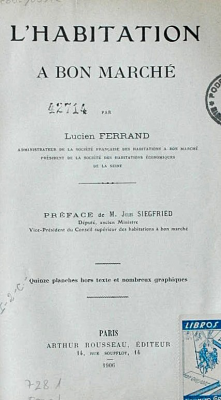 L'HABITATION
A BON MARCHÉ
42714
PAR
Lucien FERRAND
ADMINISTRATEUR DE LA SOCIÉTÉ FRANÇAISE DES HABITATIONS A BON MARCHÉ
PRÉSIDENT DE LA SOCIÉTÉ DES HABITATIONS ÉCONOMIQUES
DE LA SEINE
PRÉFACE DE M. Jules SIEGFRIED
Député, ancien Ministre
Vice-Président du Conseil supérieur des habitations à bon marché
Quinze planches hors texte et nombreux graphiques
PARIS
ARTHUR ROUSSEAU, ÉDITEUR
14, RUE SOUFFLOT, 14
1906
LIBROS
728.1